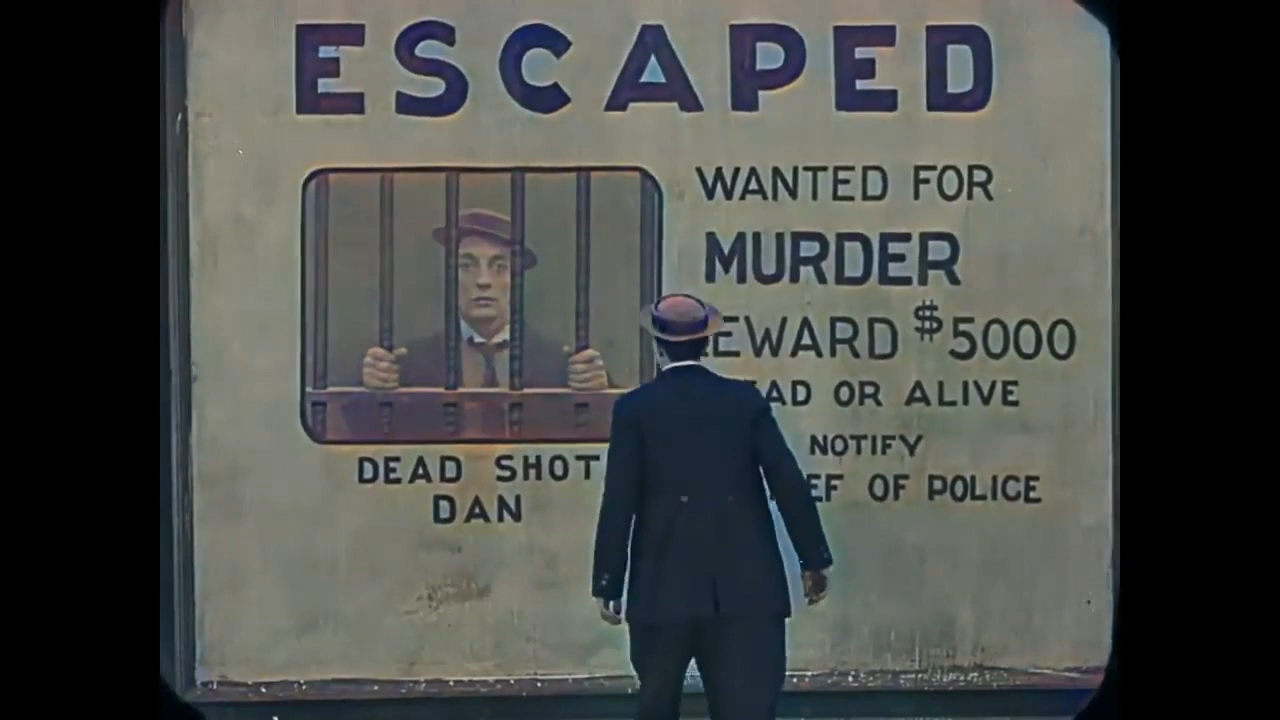 ESCAPED
WANTED FOR
MURDER
EWARD $5000
AD OR ALIVE
NOTIFY
EF OF POLICE
DEAD SHOT
DAN